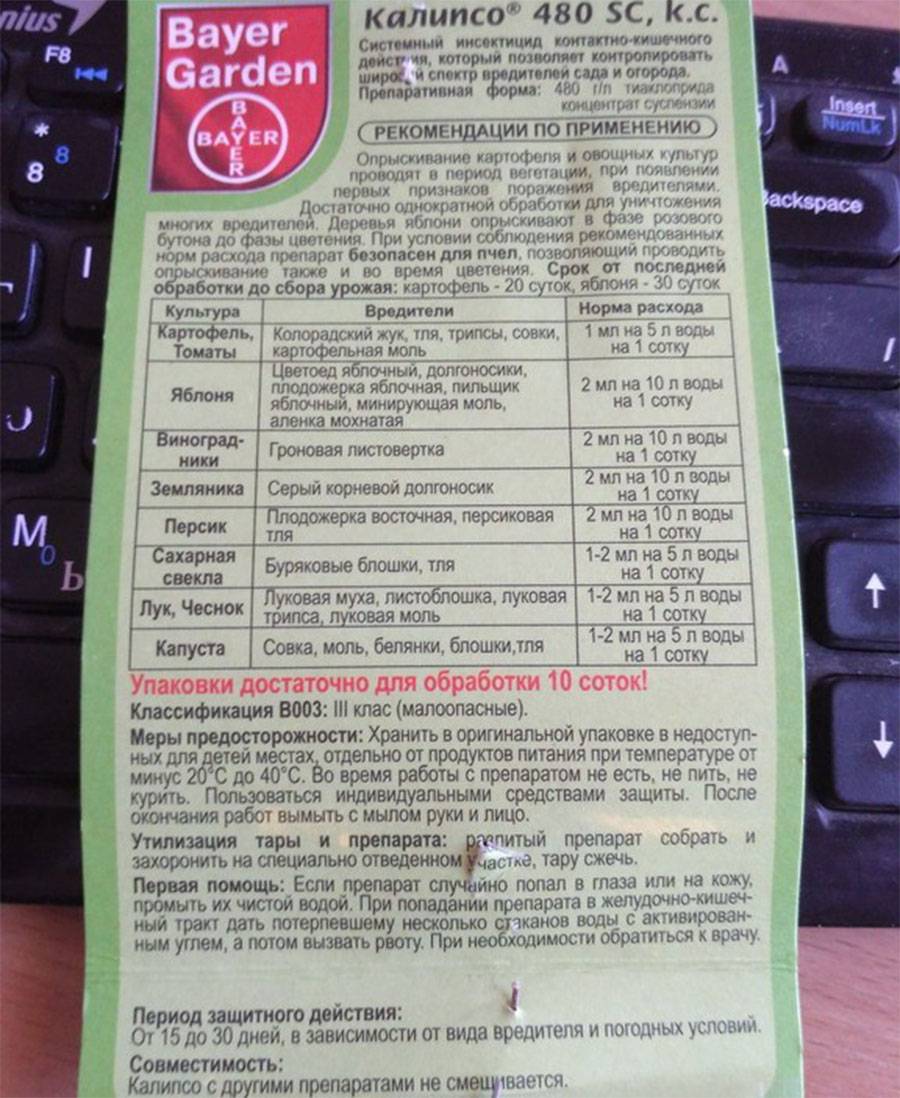 nius
F8
*
8
8
М
О
Ь
A
Insert
NumLk
Backspace
Bayer
Garden
BAYER
BAYER
Калипсо® 480 SC, к.с.
Системный инсектицид контактно-кишечного
действия, который позволяет контролировать
широкий спектр вредителей сада и огорода.
Препаративная форма: 480 г/л тиаклоприда
концентрат суспензии
РЕКОМЕНДАЦИИ ПО ПРИМЕНЕНИЮ
Опрыскивание картофеля и овощных культур
проводят в период вегетации, при появлении
первых признаков поражения вредителями.
Достаточно однократной обработки для уничтожения
многих вредителей. Деревья яблони опрыскивают в фазе розового
бутона до фазы цветения. При условии соблюдения рекомендованных
норм расхода препарат безопасен для пчел, позволяющий проводить
опрыскивание также и во время цветения. Срок от последней
обработки до сбора урожая: картофель - 20 суток, яблоня - 30 суток
Культура Вредители Норма расхода
Картофель,
Томаты
Колорадский жук, тля, трипсы, совки,
картофельная моль
1 мл на 5 л воды
на 1 сотку
Яблоня
Цветоед яблочный, долгоносики,
плодожерка яблочная, пильщик
яблочный, минирующая моль,
аленка мохнатая
2 мл на 10 л воды
на 1 сотку
Виноград-
ники
Гроновая листовертка
2 мл на 10 л воды
на 1 сотку
Земляника
Серый корневой долгоносик
2 мл на 10 л воды
на 1 сотку
Персик
Плодожерка восточная, персиковая
тля
2 мл на 10 л воды
на 1 сотку
Сахарная
свекла
Буряковые блошки, тля
1-2 мл на 5 л воды
на 1 сотку
Лук, Чеснок
Луковая муха, листоблошка, луковая
трипса, луковая моль
1-2 мл на 5 л воды
на 1 сотку
Капуста
Совка, моль, белянки, блошки,тля
1-2 мл на 5 л воды
на 1 сотку
Упаковки достаточно для обработки 10 соток!
Классификация ВООЗ: III клас (малоопасные).
Меры предосторожности: Хранить в оригинальной упаковке в недоступ-
ных для детей местах, отдельно от продуктов питания при температуре от
минус 20°С до 40°С. Во время работы с препаратом не есть, не пить, не
курить. Пользоваться индивидуальными средствами защиты. После
окончания работ вымыть с мылом руки и лицо.
Утилизация тары и препарата: разлитый препарат собрать и
захоронить на специально отведенном участке, тару сжечь.
Первая помощь: Если препарат случайно попал в глаза или на кожу,
промыть их чистой водой. При попадании препарата в желудочно-кишеч-
ный тракт дать потерпевшему несколько стаканов воды с активирован-
ным углем, а потом вызвать рвоту. При необходимости обратиться к врачу.
Период защитного действия:
От 15 до 30 дней, в зависимости от вида вредителя и погодных условий.
Совместимость:
Калипсо с другими препаратами не смешивается.